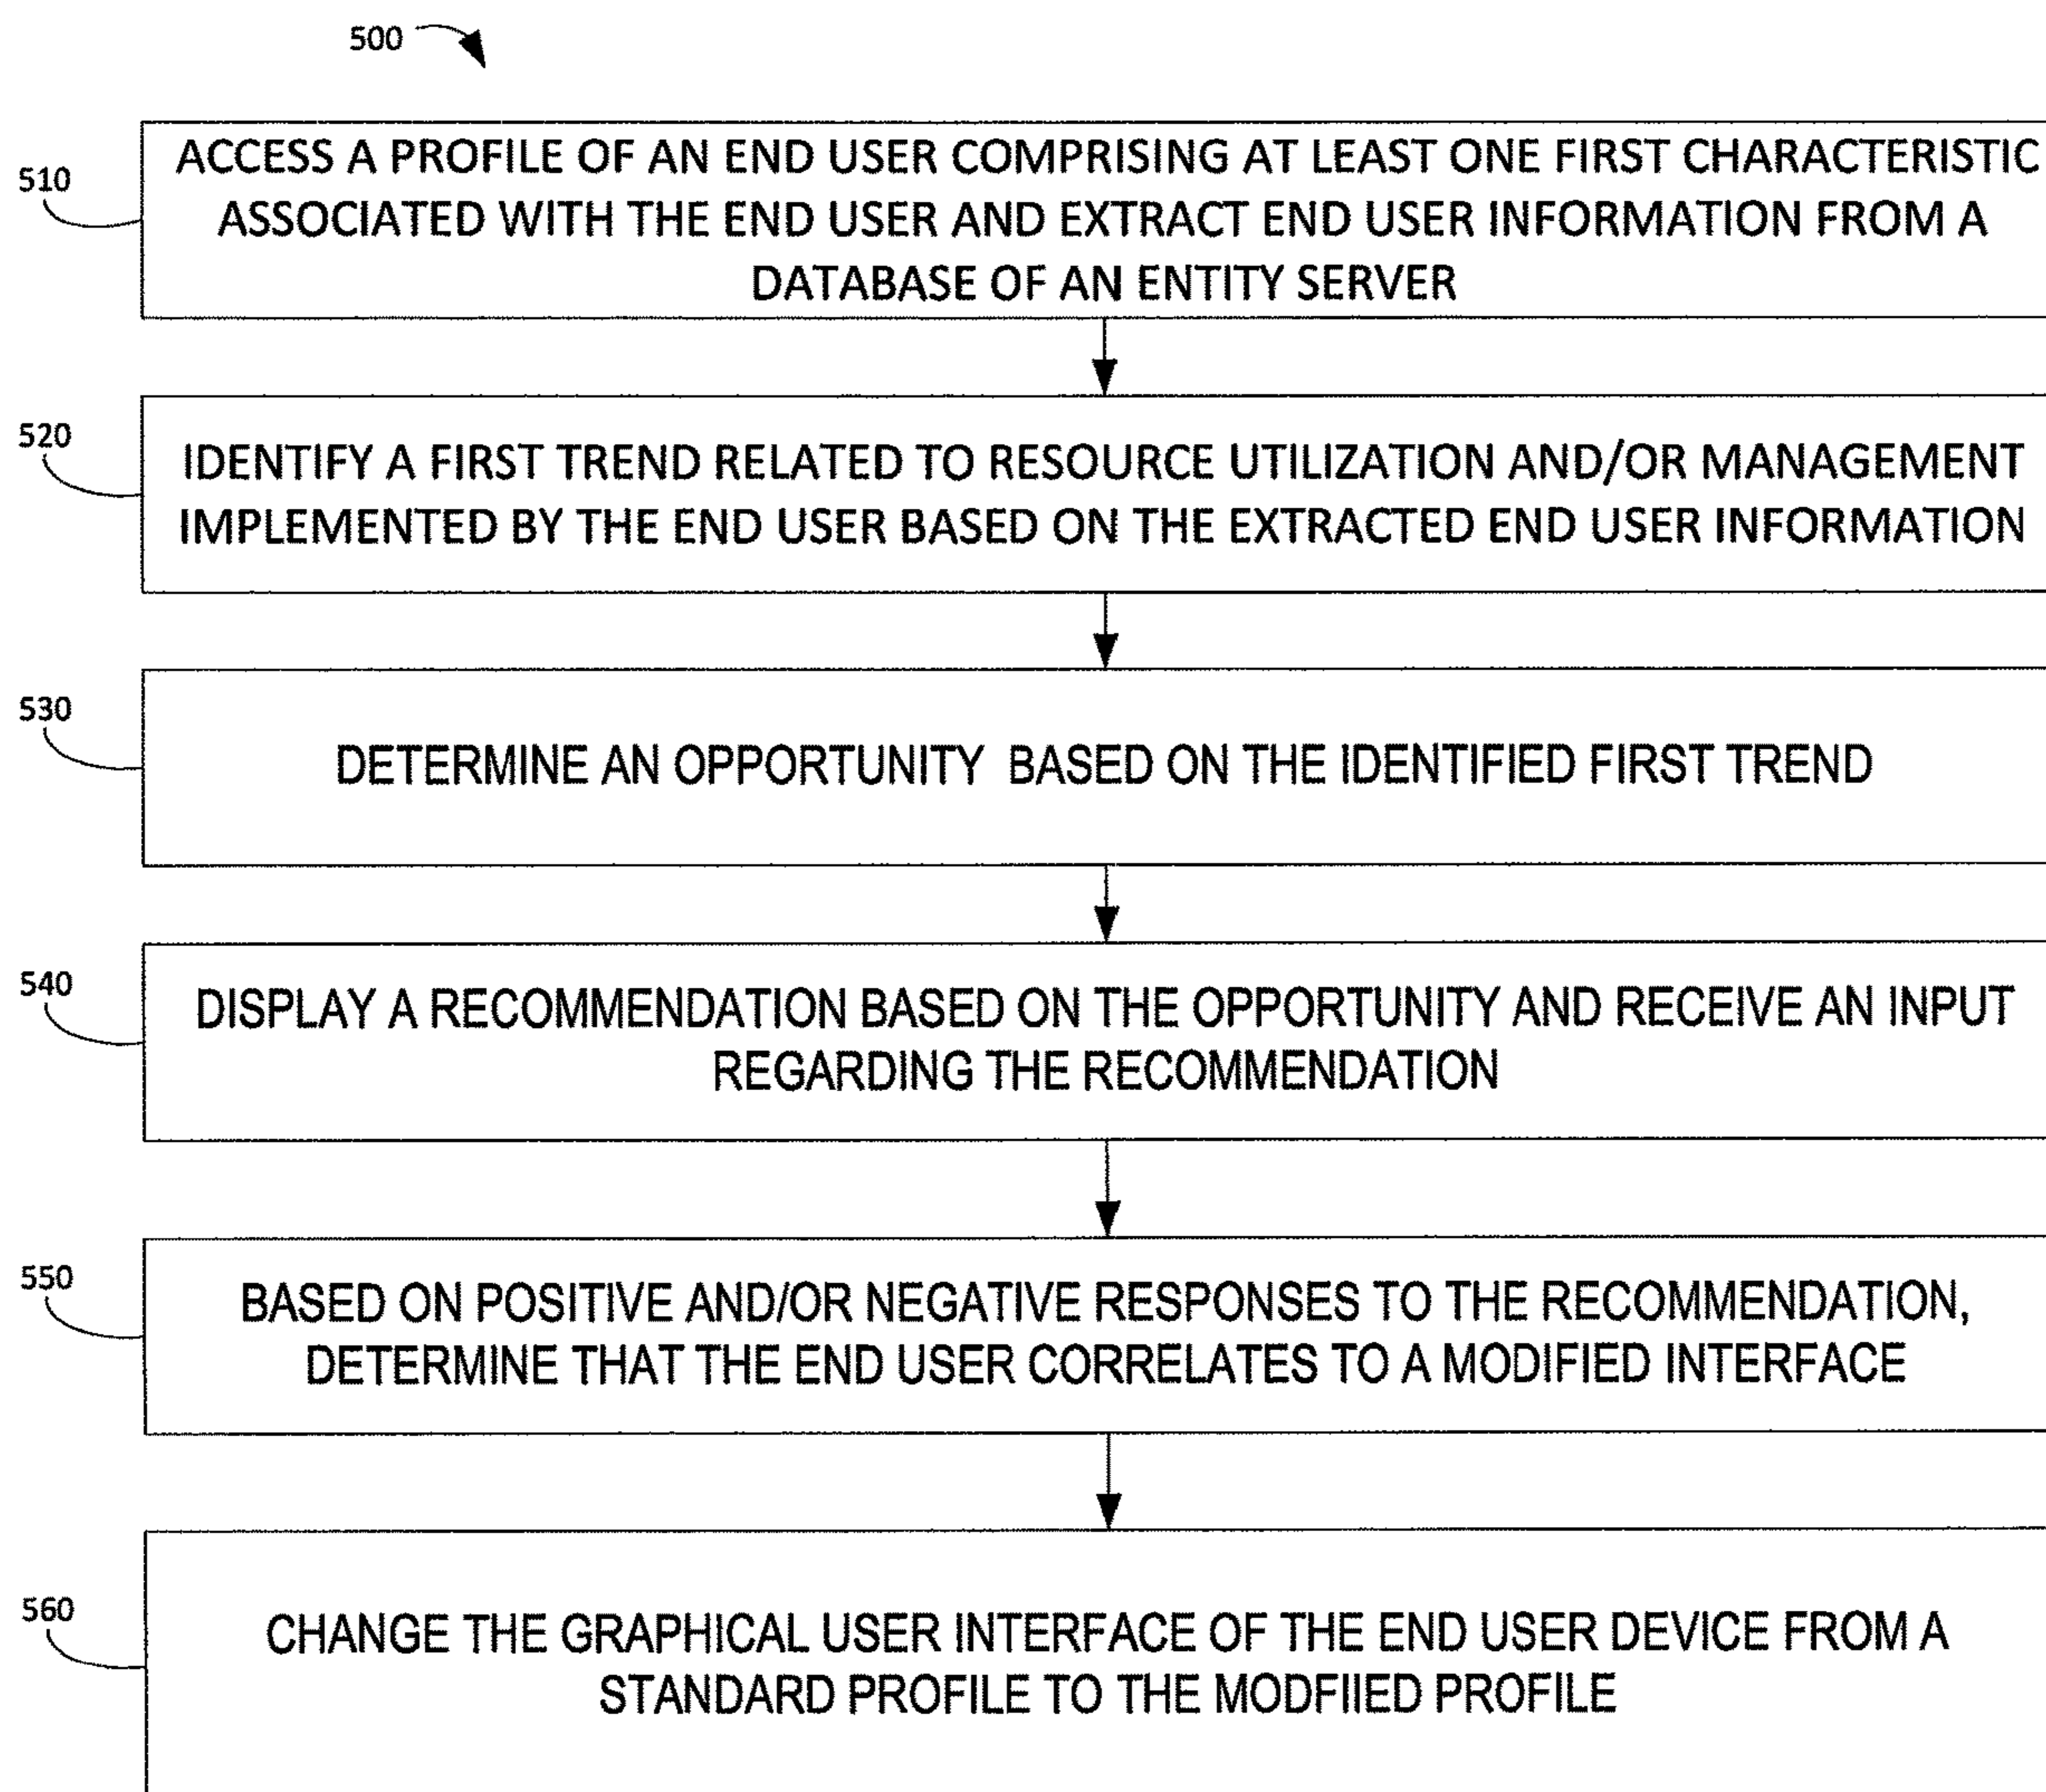 500
510
ACCESS A PROFILE OF AN END USER COMPRISING AT LEAST ONE FIRST CHARACTERISTIC
ASSOCIATED WITH THE END USER AND EXTRACT END USER INFORMATION FROM A
DATABASE OF AN ENTITY SERVER
520
IDENTIFY A FIRST TREND RELATED TO RESOURCE UTILIZATION AND/OR MANAGEMENT
IMPLEMENTED BY THE END USER BASED ON THE EXTRACTED END USER INFORMATION
530
DETERMINE AN OPPORTUNITY BASED ON THE IDENTIFIED FIRST TREND
540
DISPLAY A RECOMMENDATION BASED ON THE OPPORTUNITY AND RECEIVE AN INPUT
REGARDING THE RECOMMENDATION
550
BASED ON POSITIVE AND/OR NEGATIVE RESPONSES TO THE RECOMMENDATION,
DETERMINE THAT THE END USER CORRELATES TO A MODIFIED INTERFACE
560
CHANGE THE GRAPHICAL USER INTERFACE OF THE END USER DEVICE FROM A
STANDARD PROFILE TO THE MODFIIED PROFILE